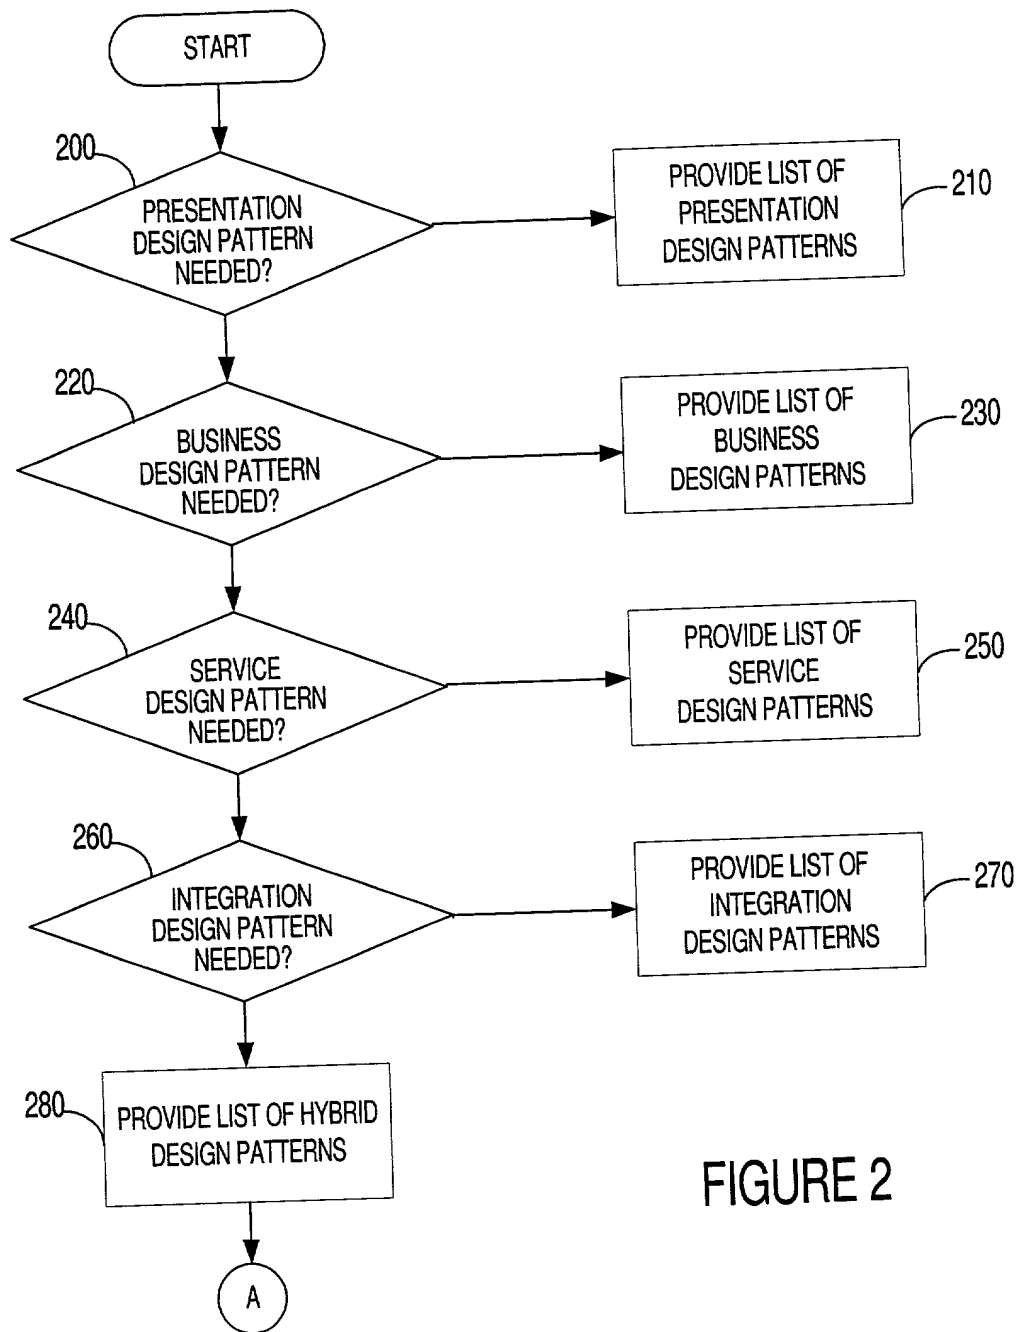 START
200
PRESENTATION
DESIGN PATTERN
NEEDED?
PROVIDE LIST OF
PRESENTATION
DESIGN PATTERNS
210
220
BUSINESS
DESIGN PATTERN
NEEDED?
PROVIDE LIST OF
BUSINESS
DESIGN PATTERNS
230
240
SERVICE
DESIGN PATTERN
NEEDED?
PROVIDE LIST OF
SERVICE
DESIGN PATTERNS
250
260
INTEGRATION
DESIGN PATTERN
NEEDED?
PROVIDE LIST OF
INTEGRATION
DESIGN PATTERNS
270
280
PROVIDE LIST OF HYBRID
DESIGN PATTERNS
FIGURE 2
A